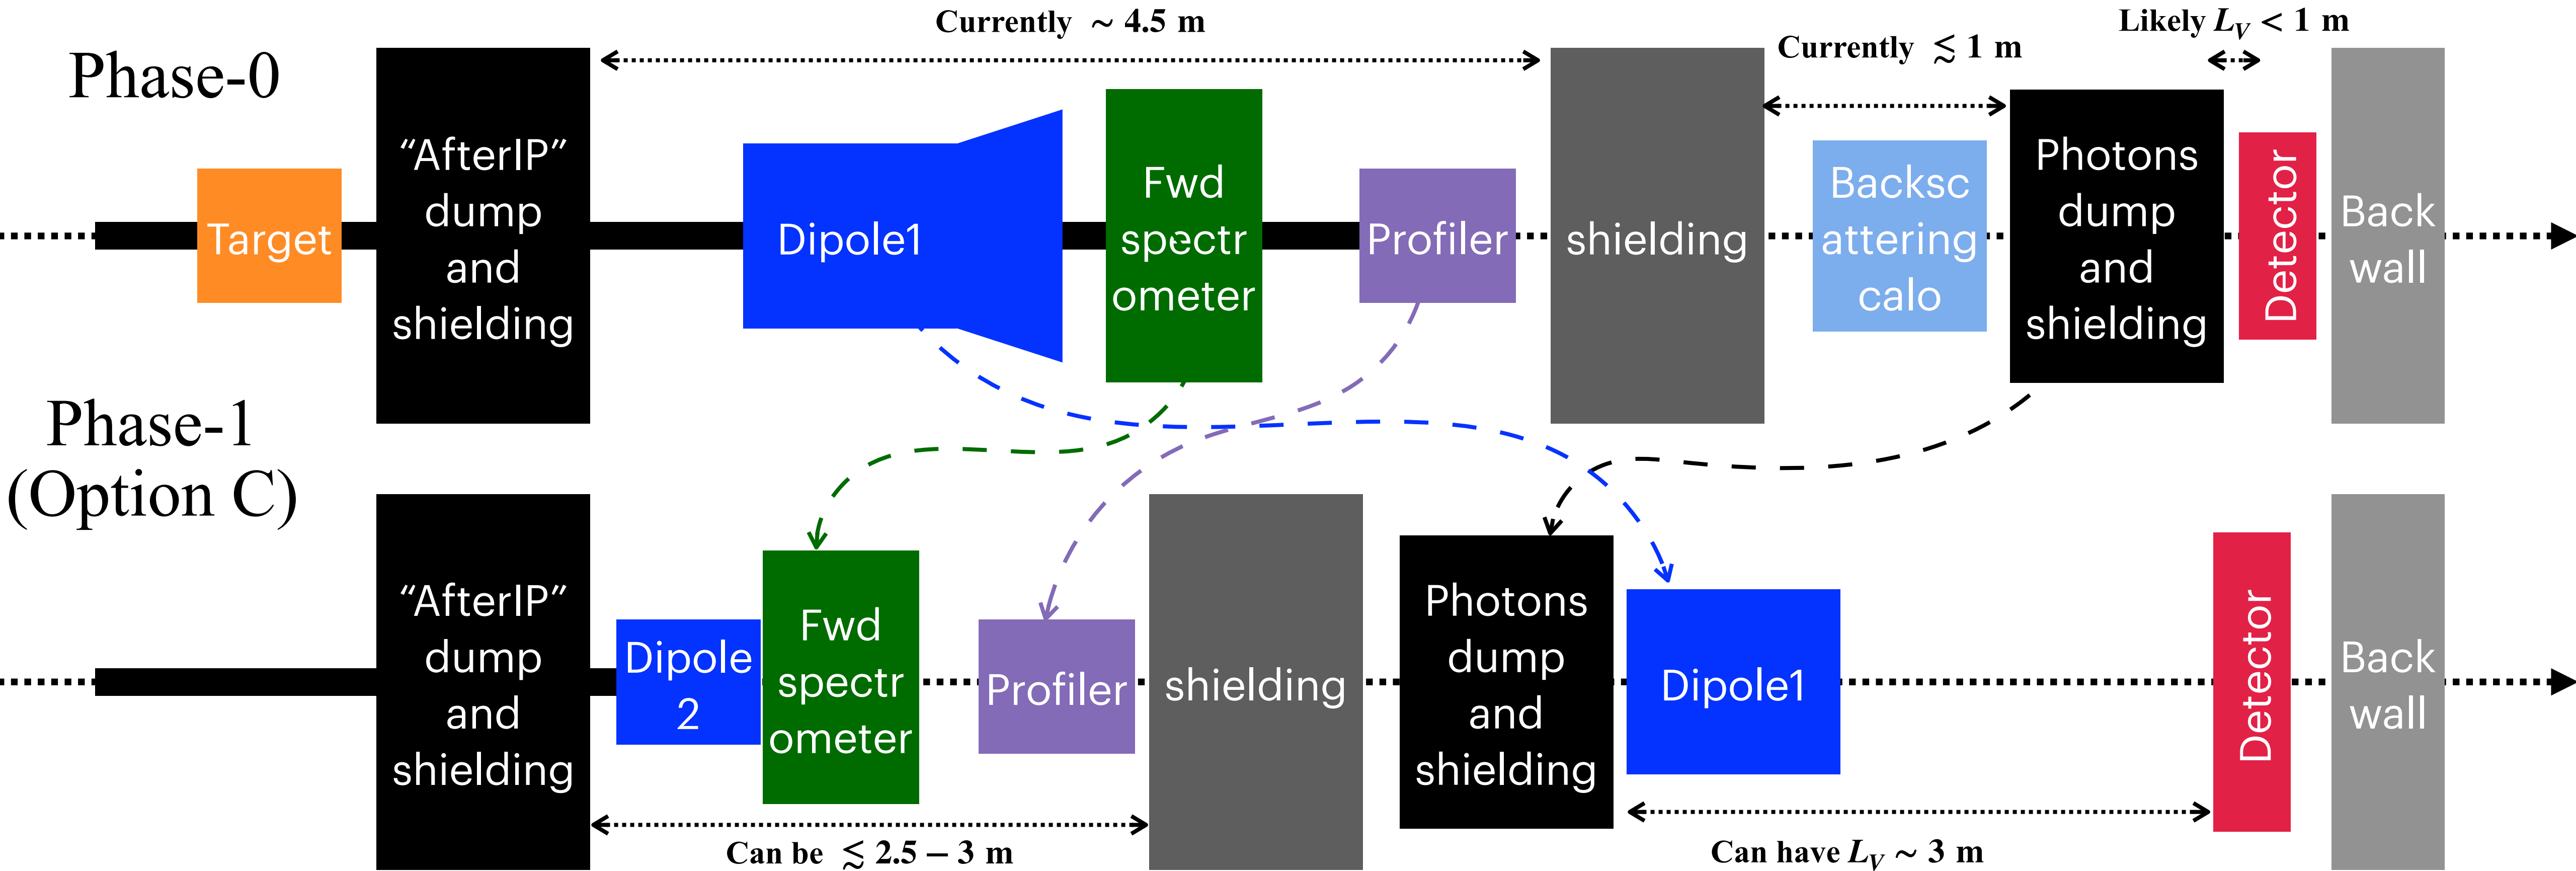 Currently ~ 4.5 m
Likely L_V < 1 m
Currently ≲ 1 m
Phase-0
Target
“AfterIP”
dump
and
shielding
Dipole1
Fwd
spectr
ometer
Profiler
shielding
Backsc
attering
calo
Photons
dump
and
shielding
Detector
Back
wall
Phase-1
(Option C)
“AfterIP”
dump
and
shielding
Dipole
2
Fwd
spectr
ometer
Profiler
shielding
Photons
dump
and
shielding
Dipole1
Detector
Back
wall
Can be ≲ 2.5 – 3 m
Can have L_V ~ 3 m